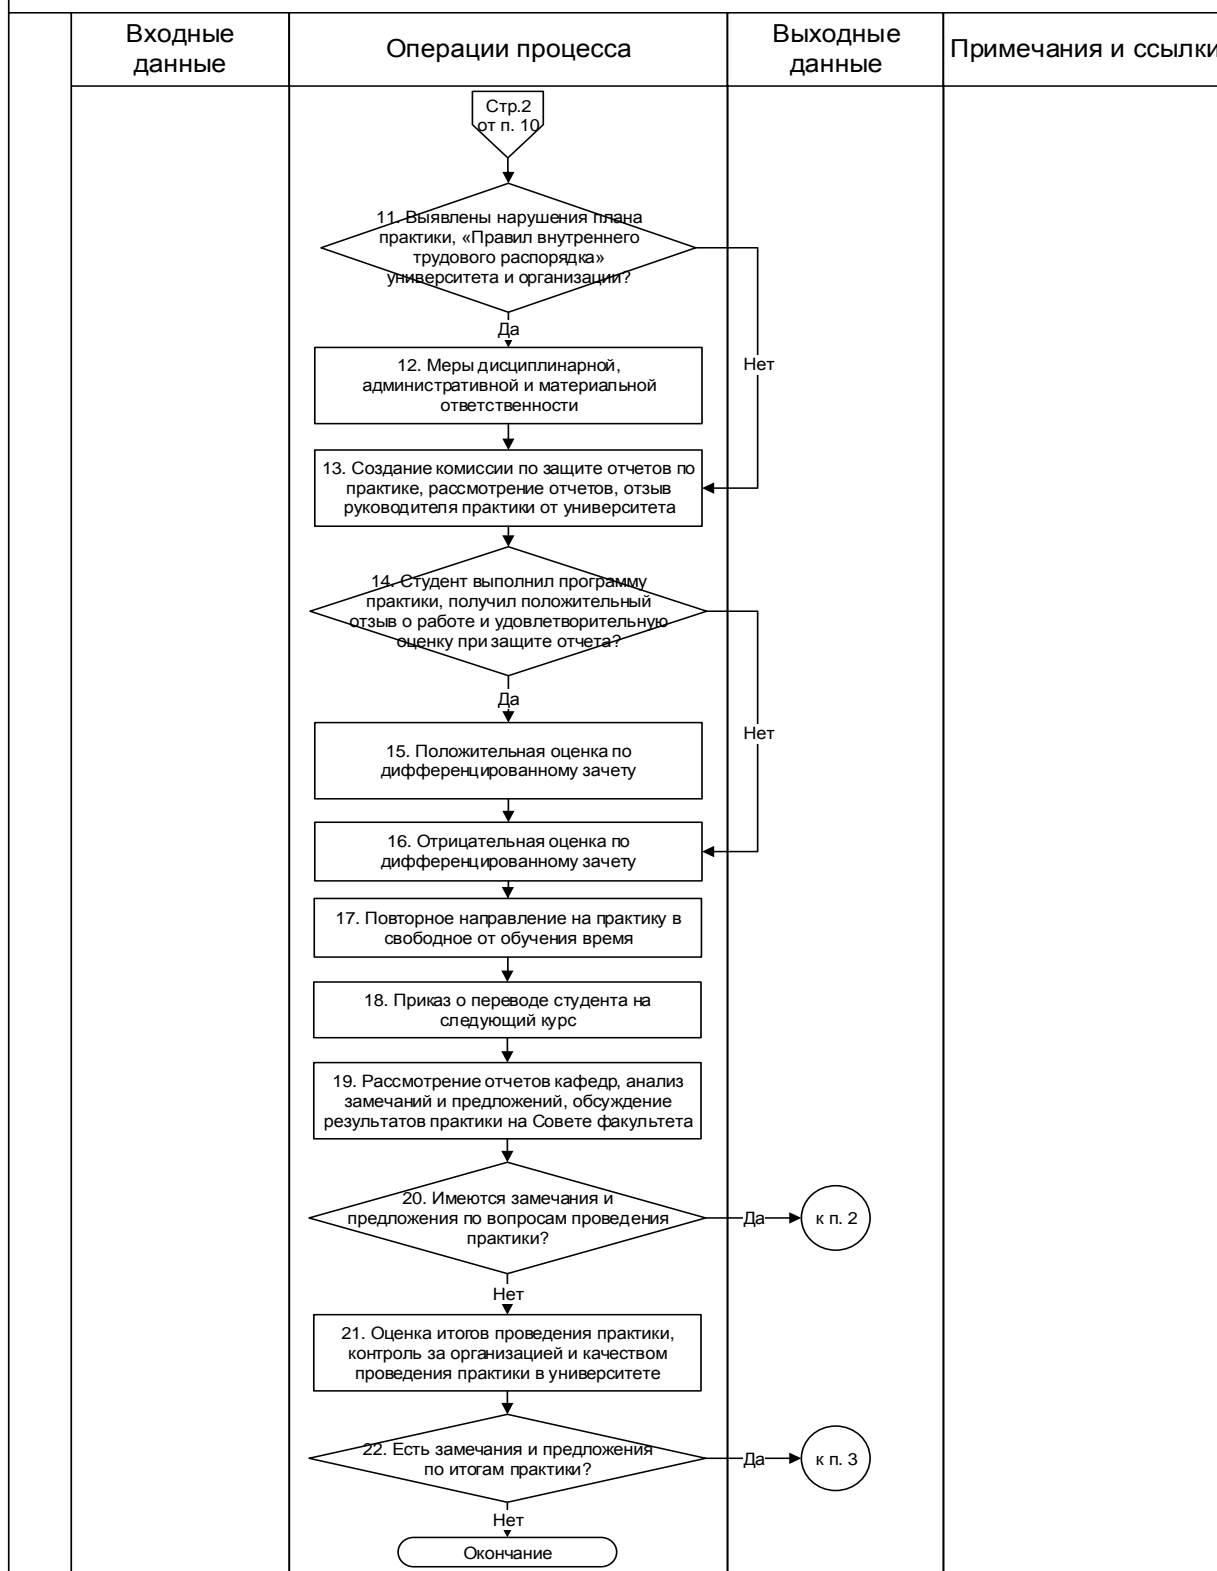 Входные
данные
Операции процесса
Выходные
данные
Примечания и ссылки
Стр.2
от п. 10
11. Выявлены нарушения плана
практики, «Правил внутреннего
трудового распорядка»
университета и организации?
Да
Нет
12. Меры дисциплинарной,
административной и материальной
ответственности
13. Создание комиссии по защите отчетов по
практике, рассмотрение отчетов, отзыв
руководителя практики от университета
14. Студент выполнил программу
практики, получил положительный
отзыв о работе и удовлетворительную
оценку при защите отчета?
Да
Нет
15. Положительная оценка по
дифференцированному зачету
16. Отрицательная оценка по
дифференцированному зачету
17. Повторное направление на практику в
свободное от обучения время
18. Приказ о переводе студента на
следующий курс
19. Рассмотрение отчетов кафедр, анализ
замечаний и предложений, обсуждение
результатов практики на Совете факультета
20. Имеются замечания и
предложения по вопросам проведения
практики?
Да
к п. 2
Нет
21. Оценка итогов проведения практики,
контроль за организацией и качеством
проведения практики в университете
22. Есть замечания и предложения
по итогам практики?
Да
к п. 3
Нет
Окончание